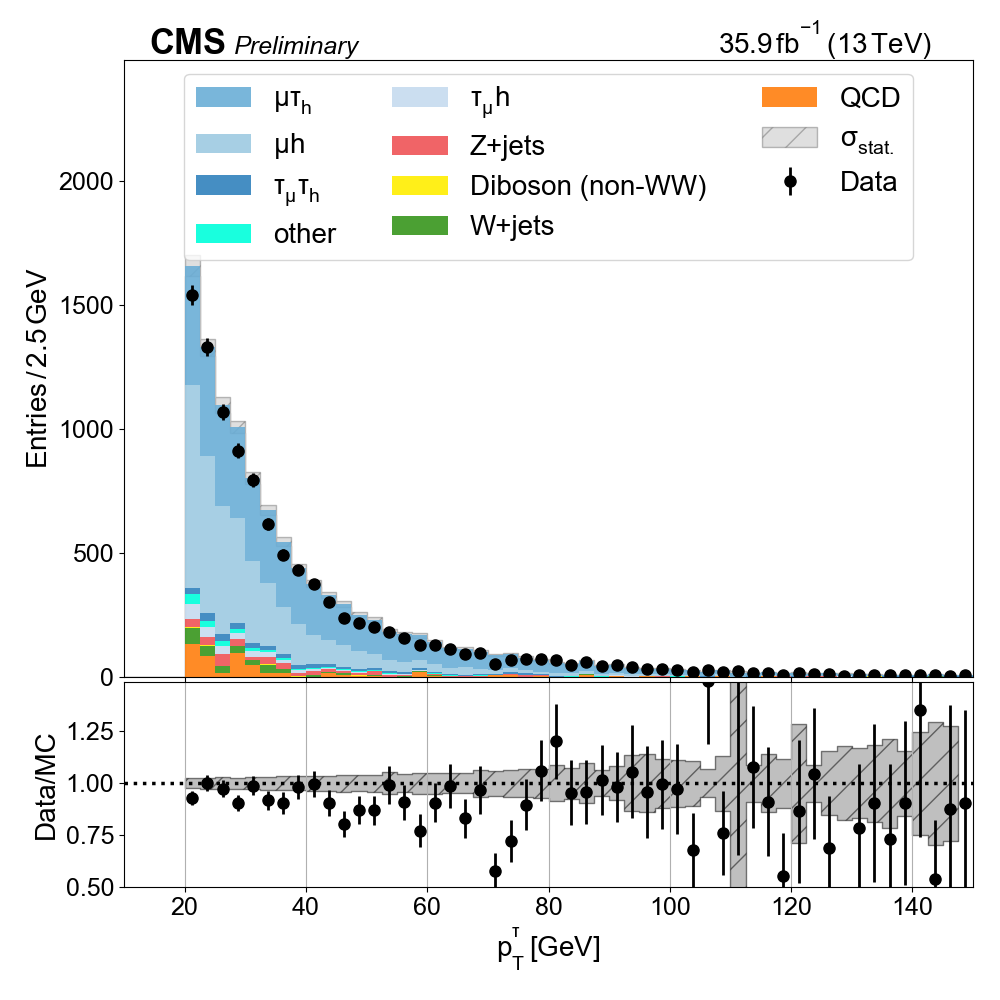 CMS Preliminary 35.9 fb⁻¹ (13 TeV)
μτ_h τ_μh QCD
μh Z+jets σ_stat.
τ_μτ_h Diboson (non-WW) Data
other W+jets
Entries / 2.5 GeV
2000
1500
1000
500
0
Data/MC
1.25
1.00
0.75
0.50
20 40 60 80 100 120 140
p_T^τ [GeV]